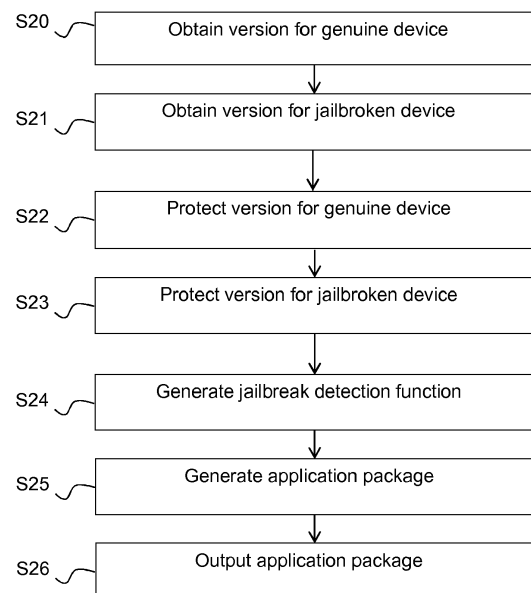 S20
Obtain version for genuine device
S21
Obtain version for jailbroken device
S22
Protect version for genuine device
S23
Protect version for jailbroken device
S24
Generate jailbreak detection function
S25
Generate application package
S26
Output application package